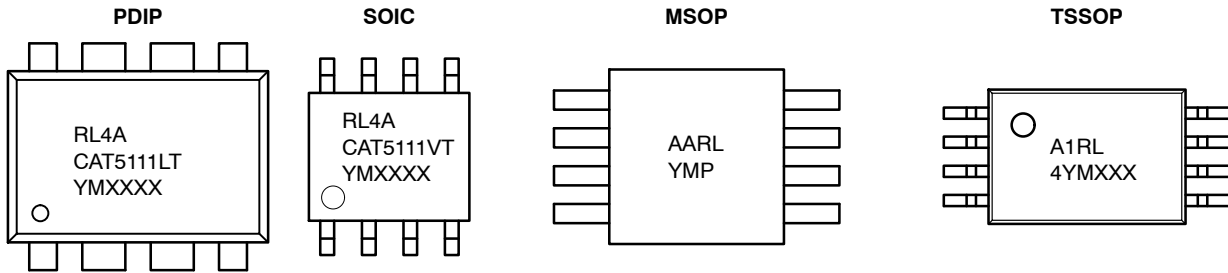 PDIP
SOIC
MSOP
TSSOP
RL4A
CAT5111LT
YMXXXX
RL4A
CAT5111VT
YMXXXX
AARL
YMP
A1RL
4YMXXX